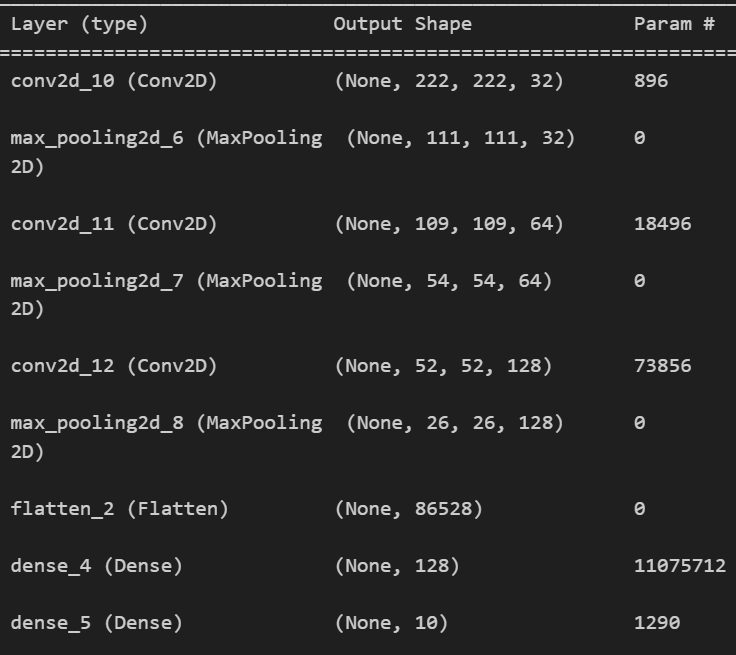 Layer (type) Output Shape Param #
=================================================================
conv2d_10 (Conv2D) (None, 222, 222, 32) 896
max_pooling2d_6 (MaxPooling (None, 111, 111, 32) 0
2D)
conv2d_11 (Conv2D) (None, 109, 109, 64) 18496
max_pooling2d_7 (MaxPooling (None, 54, 54, 64) 0
2D)
conv2d_12 (Conv2D) (None, 52, 52, 128) 73856
max_pooling2d_8 (MaxPooling (None, 26, 26, 128) 0
2D)
flatten_2 (Flatten) (None, 86528) 0
dense_4 (Dense) (None, 128) 11075712
dense_5 (Dense) (None, 10) 1290